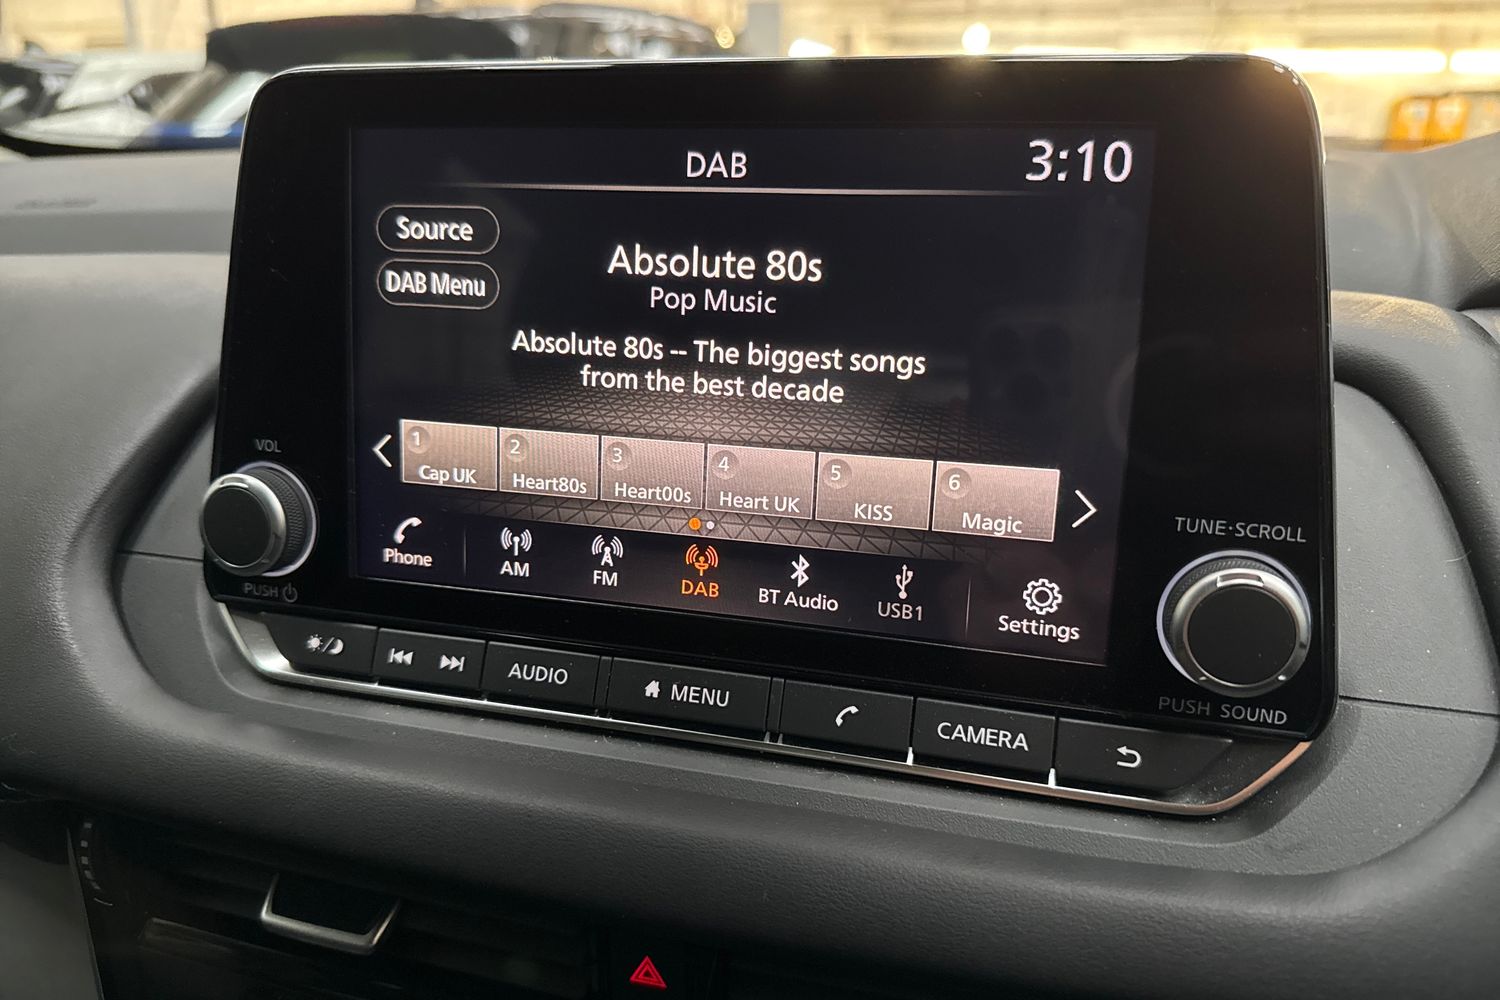 DAB
3:10
Source
DAB Menu
Absolute 80s
Pop Music
Absolute 80s -- The biggest songs
from the best decade
1
Cap UK
2
Heart80s
3
Heart00s
4
Heart UK
5
KISS
6
Magic
Phone
AM
FM
DAB
BT Audio
USB1
Settings
VOL
PUSH
TUNE·SCROLL
PUSH SOUND
AUDIO
MENU
CAMERA